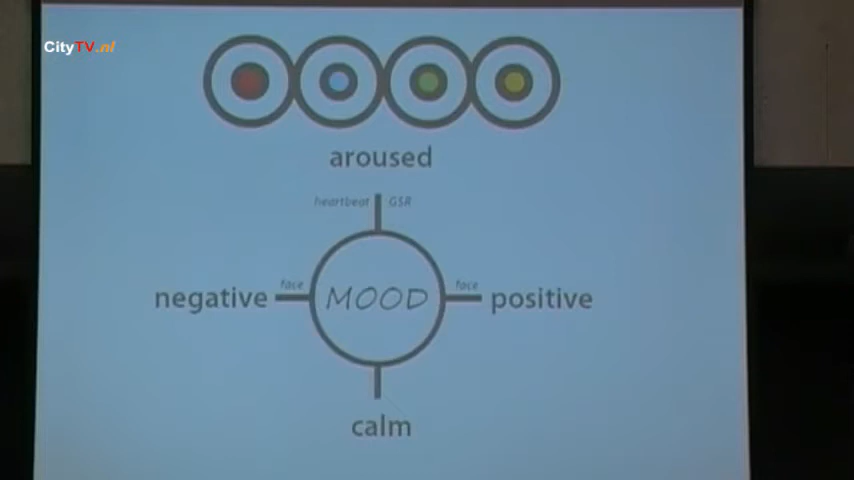 CityTV.nl
aroused
heartbeat GSR
face face
negative MOOD positive
calm